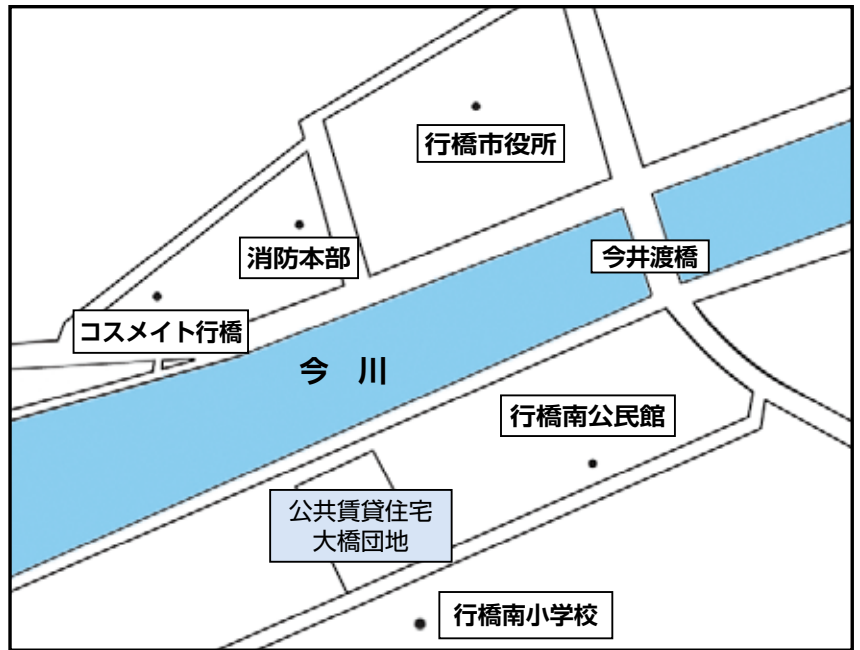 行橋市役所
消防本部
今井渡橋
コスメイト行橋
今 川
行橋南公民館
公共賃貸住宅
大橋団地
行橋南小学校